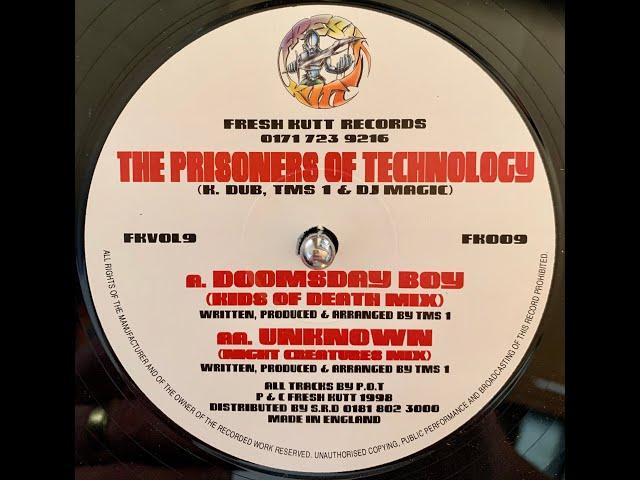 FRESH
KUTT
FRESH KUTT RECORDS
0171 723 9216
THE PRISONERS OF TECHNOLOGY
(K. DUB, TMS 1 & DJ MAGIC)
FKVOL9
FK009
A. DOOMSDAY BOY
(KIDS OF DEATH MIX)
WRITTEN, PRODUCED & ARRANGED BY TMS 1
AA. UNKNOWN
(NIGHT CREATURES MIX)
WRITTEN, PRODUCED & ARRANGED BY TMS 1
ALL TRACKS BY P.O.T
P & C FRESH KUTT 1998
DISTRIBUTED BY S.R.D 0181 802 3000
MADE IN ENGLAND
ALL RIGHTS OF THE MANUFACTURER AND OF THE OWNER OF THE RECORDED WORK RESERVED. UNAUTHORISED COPYING, PUBLIC PERFORMANCE AND BROADCASTING OF THIS RECORD PROHIBITED.